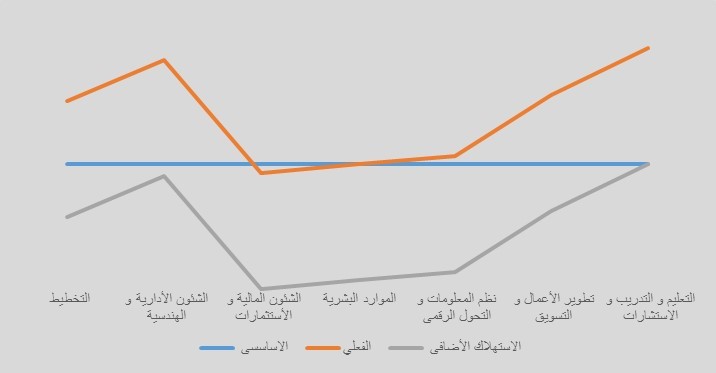 التخطيط
الشئون الأدارية و
الهندسية
الشئون المالية و
الأستثمارات
الموارد البشرية
نظم المعلومات و
التحول الرقمى
تطوير الأعمال و
التسويق
التعليم و التدريب و
الاستشارات
الاساسسى
الفعلي
الاستهلاك الأضافى